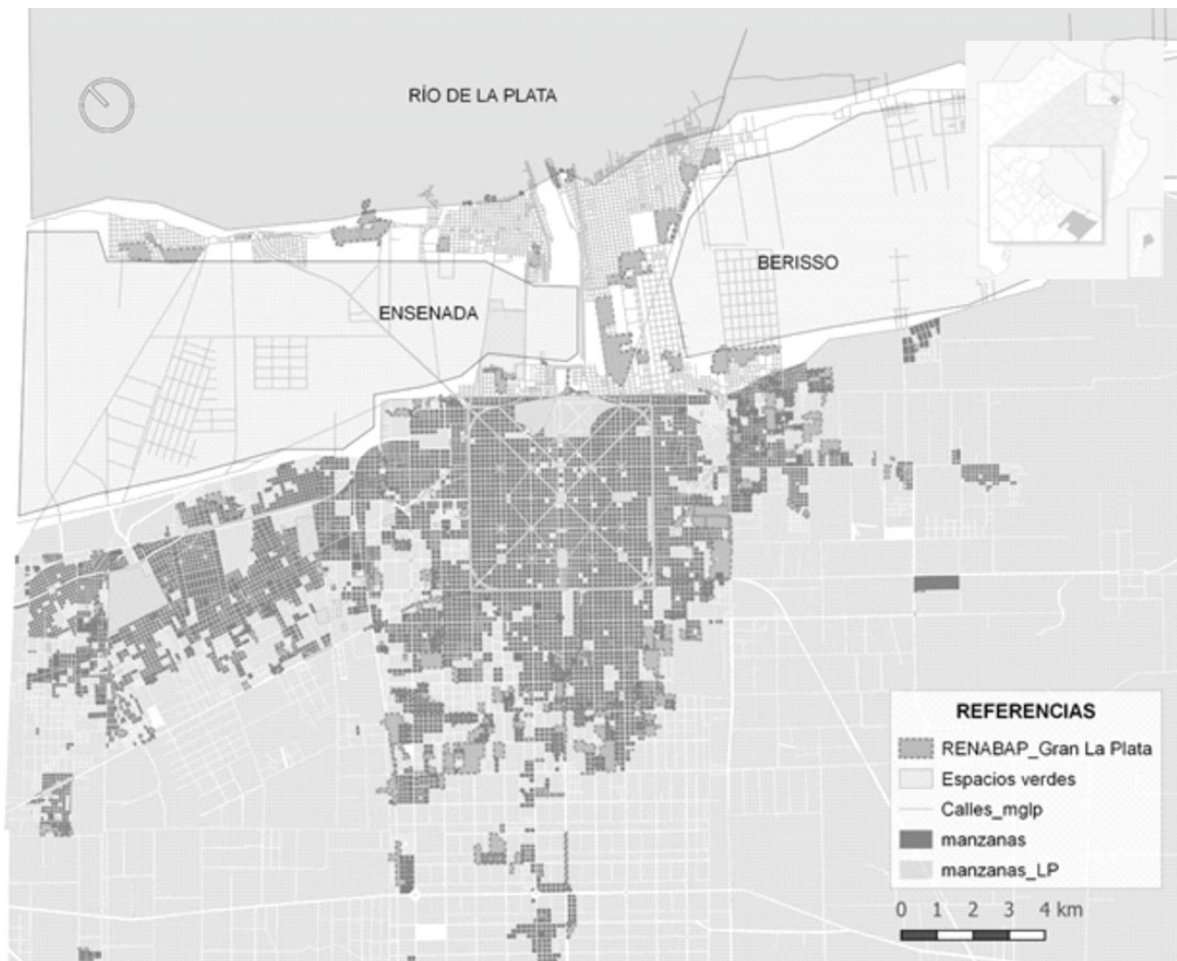 RÍO DE LA PLATA
BERISSO
ENSENADA
REFERENCIAS
RENABAP_Gran La Plata
Espacios verdes
Calles_mglp
manzanas
manzanas_LP
0 1 2 3 4 km